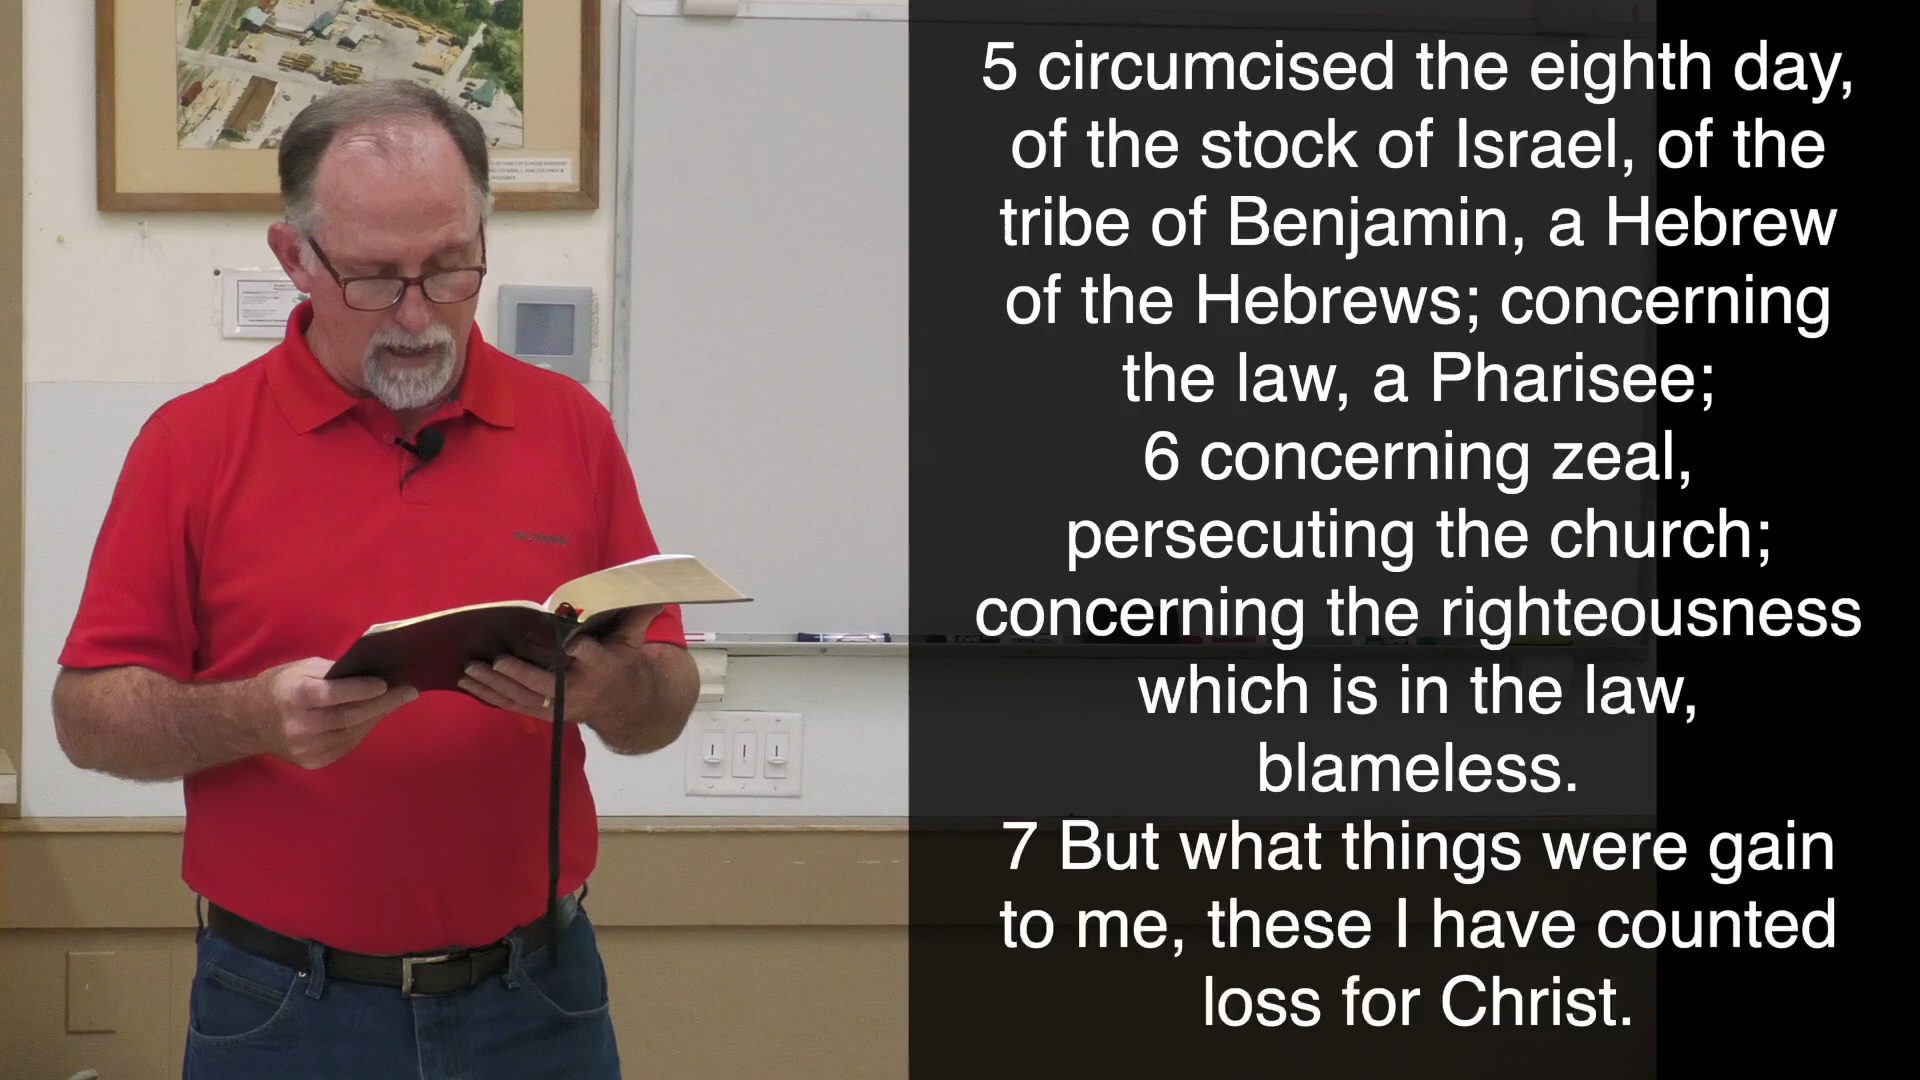 5 circumcised the eighth day,
of the stock of Israel, of the
tribe of Benjamin, a Hebrew
of the Hebrews; concerning
the law, a Pharisee;
6 concerning zeal,
persecuting the church;
concerning the righteousness
which is in the law,
blameless.
7 But what things were gain
to me, these I have counted
loss for Christ.